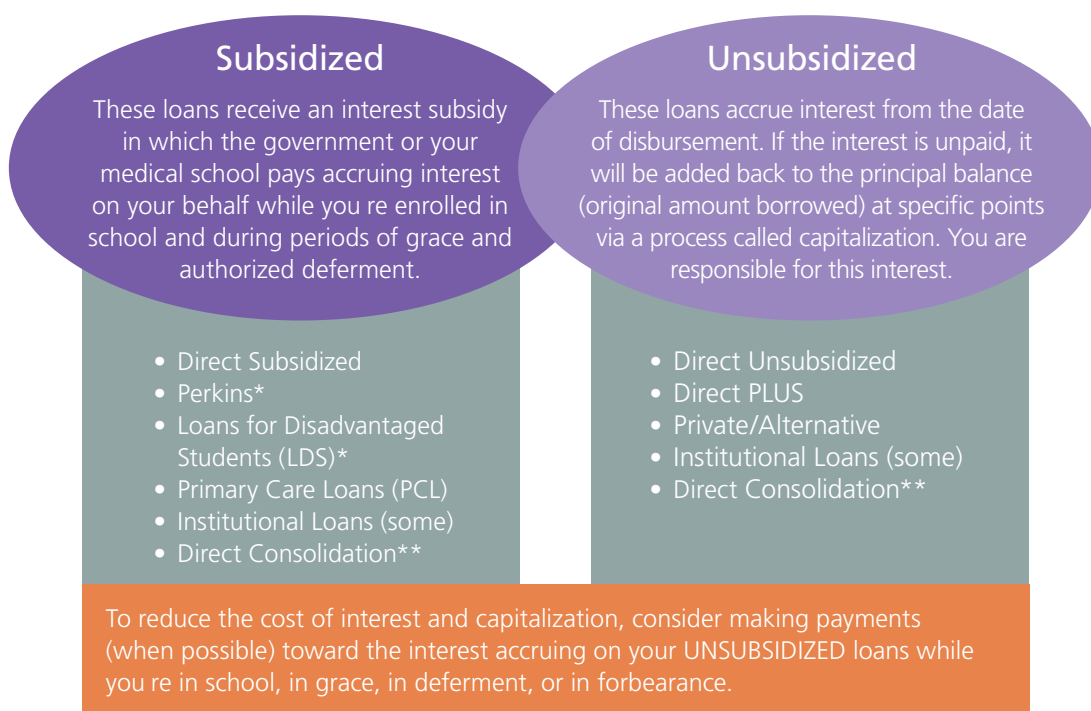 Subsidized
These loans receive an interest subsidy
in which the government or your
medical school pays accruing interest
on your behalf while you re enrolled in
school and during periods of grace and
authorized deferment.
• Direct Subsidized
• Perkins*
• Loans for Disadvantaged
Students (LDS)*
• Primary Care Loans (PCL)
• Institutional Loans (some)
• Direct Consolidation**
Unsubsidized
These loans accrue interest from the date
of disbursement. If the interest is unpaid, it
will be added back to the principal balance
(original amount borrowed) at specific points
via a process called capitalization. You are
responsible for this interest.
• Direct Unsubsidized
• Direct PLUS
• Private/Alternative
• Institutional Loans (some)
• Direct Consolidation**
To reduce the cost of interest and capitalization, consider making payments
(when possible) toward the interest accruing on your UNSUBSIDIZED loans while
you re in school, in grace, in deferment, or in forbearance.